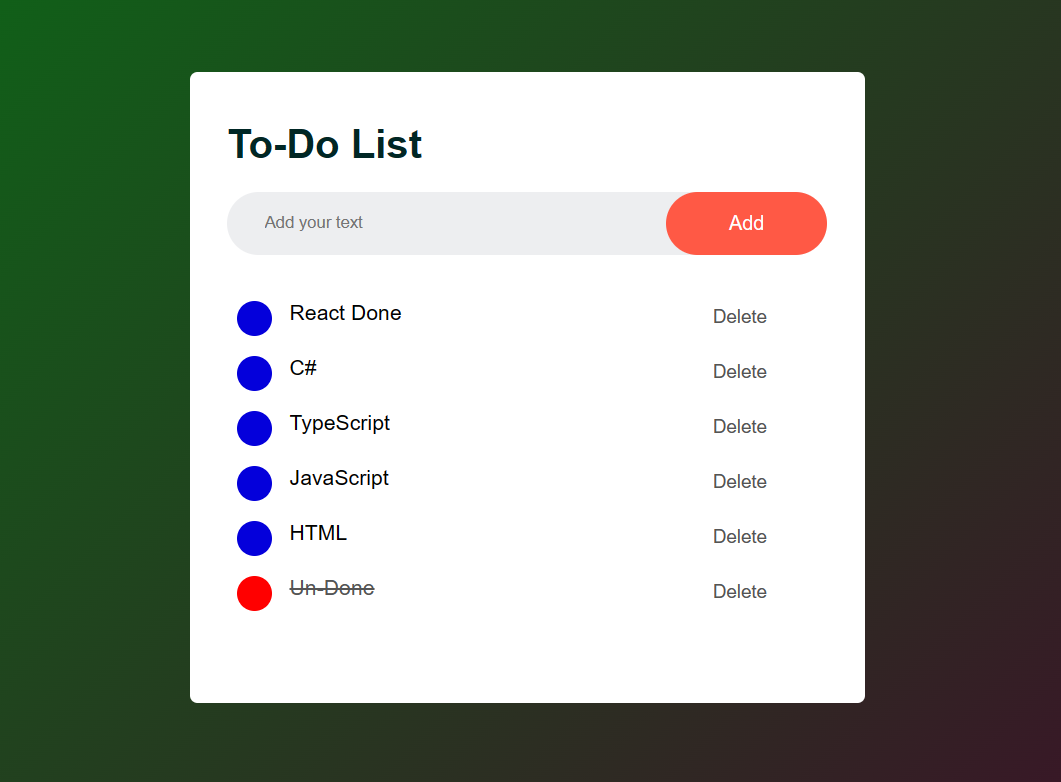 To-Do List
Add your text Add
React Done Delete
C# Delete
TypeScript Delete
JavaScript Delete
HTML Delete
Un-Done Delete